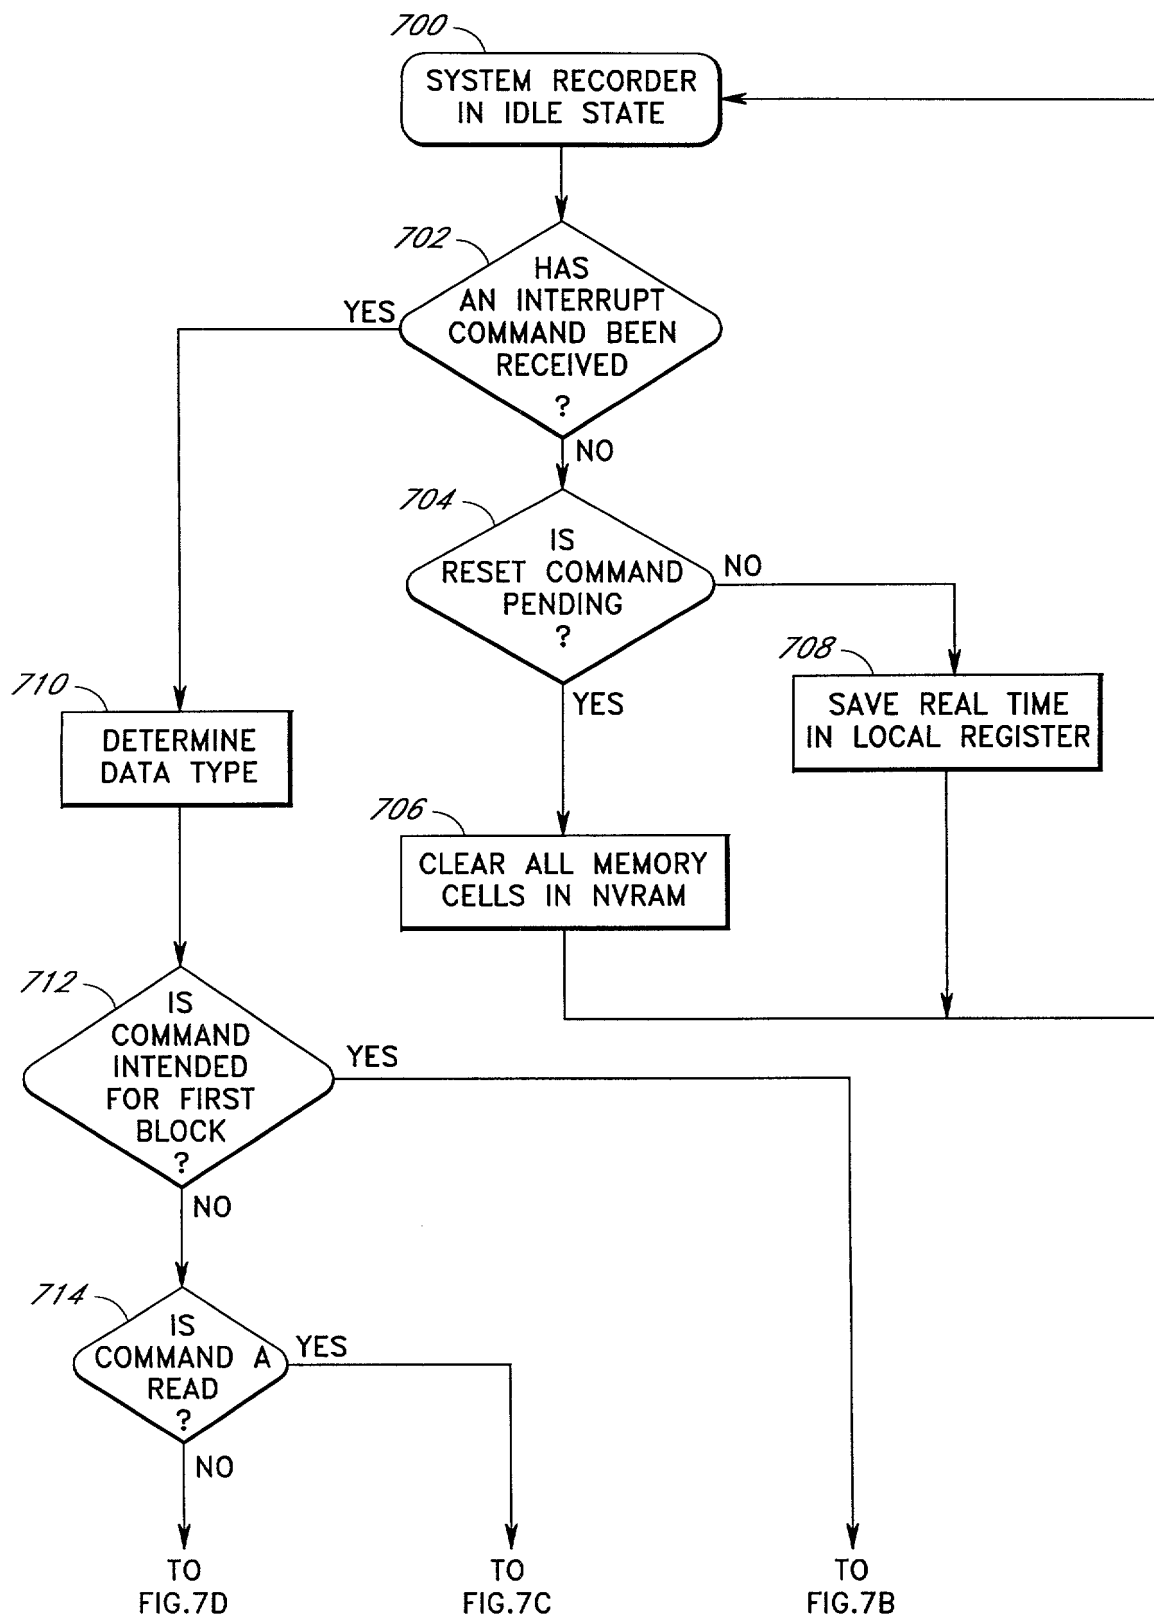 700
SYSTEM RECORDER
IN IDLE STATE
702
HAS
AN INTERRUPT
COMMAND BEEN
RECEIVED
?
YES
NO
704
IS
RESET COMMAND
PENDING
?
NO
YES
708
SAVE REAL TIME
IN LOCAL REGISTER
710
DETERMINE
DATA TYPE
706
CLEAR ALL MEMORY
CELLS IN NVRAM
712
IS
COMMAND
INTENDED
FOR FIRST
BLOCK
?
YES
NO
714
IS
COMMAND A
READ
?
YES
NO
TO
FIG.7D
TO
FIG.7C
TO
FIG.7B